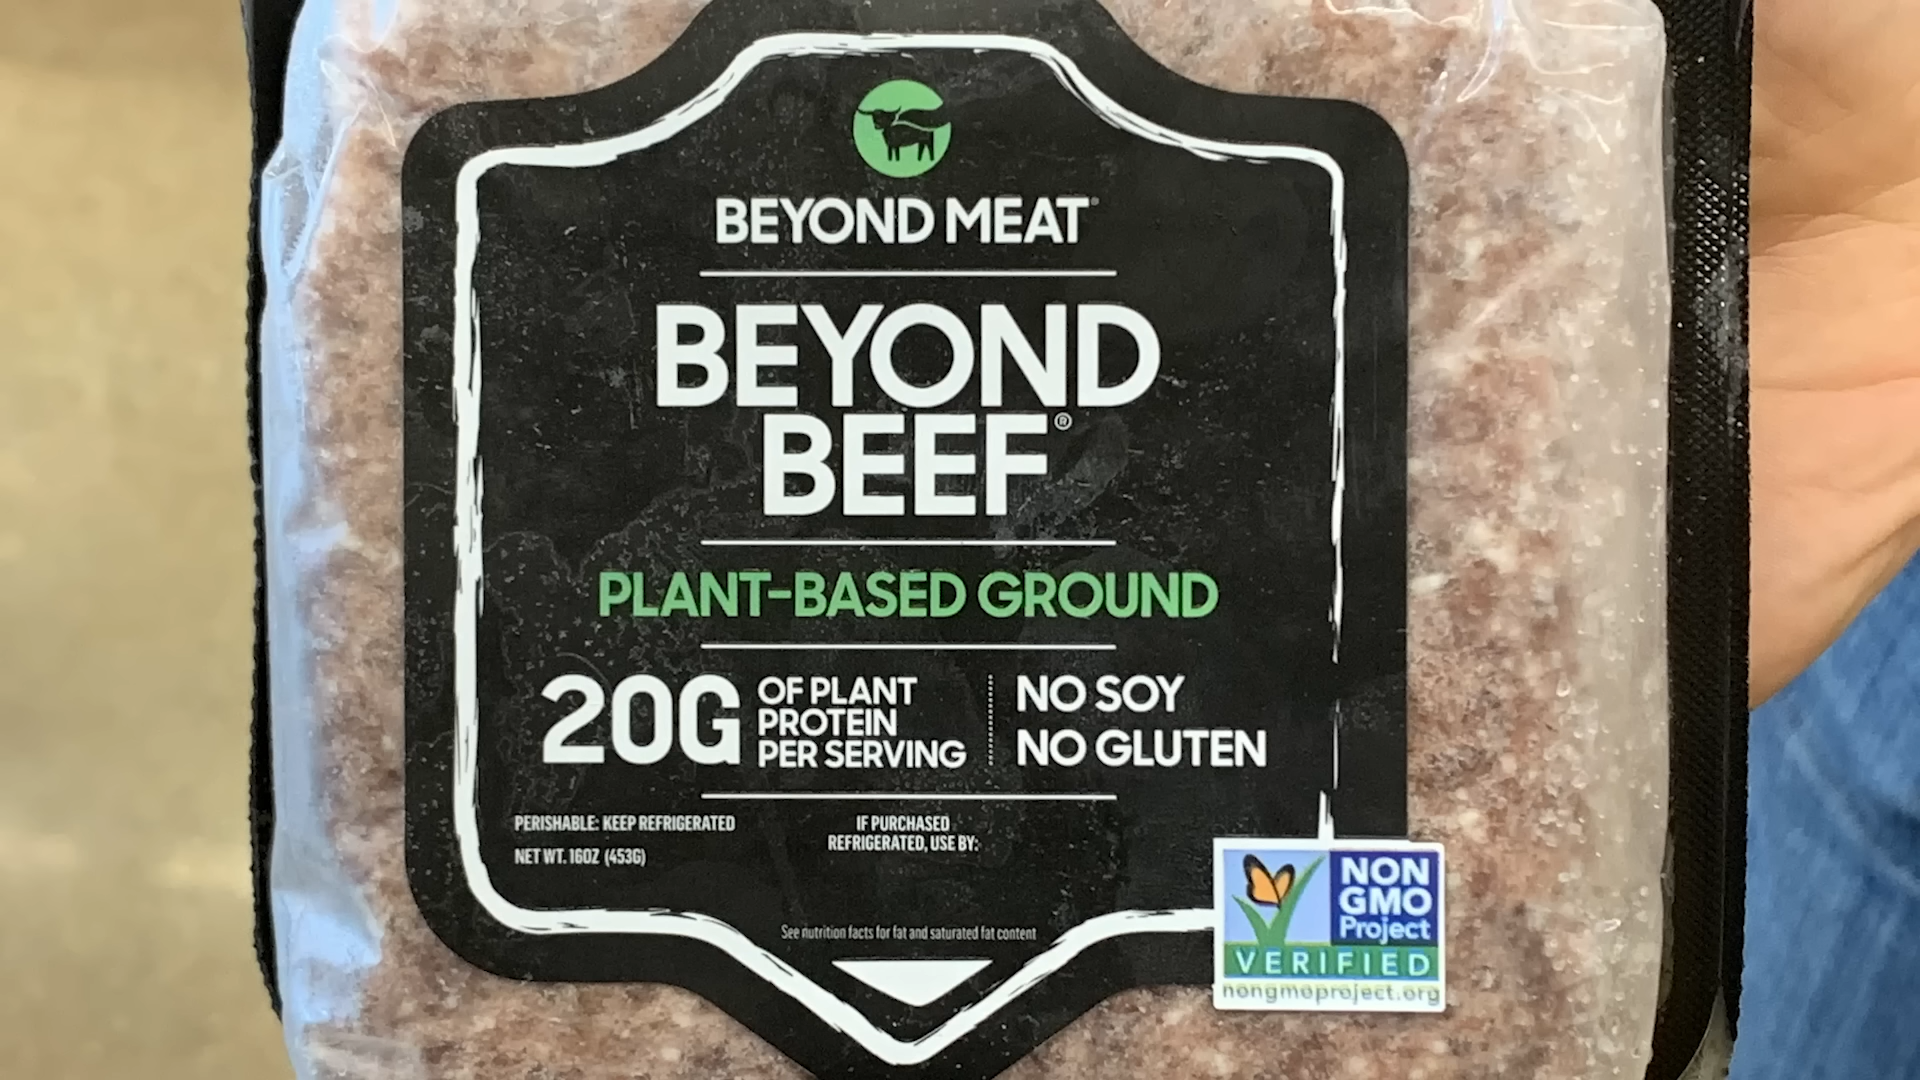 BEYOND MEAT®
BEYOND
BEEF®
PLANT-BASED GROUND
20G OF PLANT
PROTEIN
PER SERVING
NO SOY
NO GLUTEN
PERISHABLE: KEEP REFRIGERATED
NET WT. 16OZ (453G)
IF PURCHASED
REFRIGERATED, USE BY:
See nutrition facts for fat and saturated fat content
NON
GMO
Project
VERIFIED
nongmoproject.org